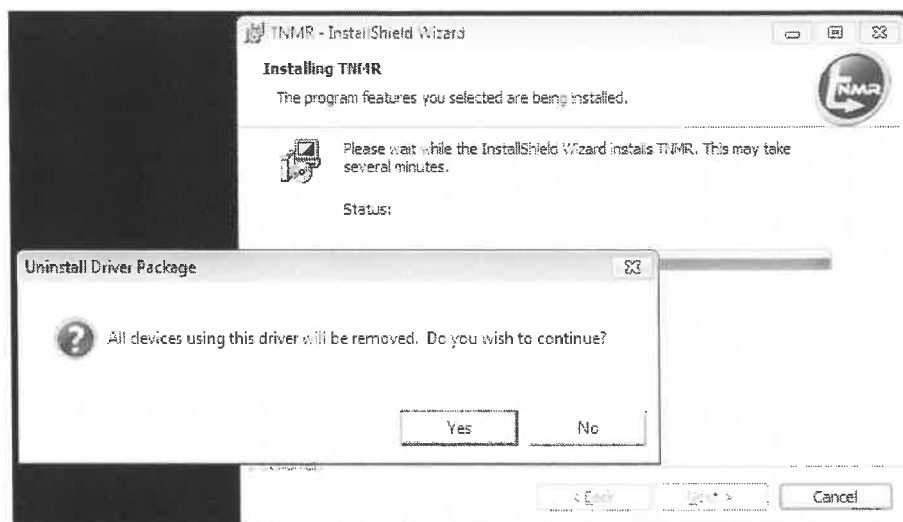 TNMR - InstallShield Wizard
Installing TNMR
The program features you selected are being installed.
TNMR
Please wait while the InstallShield Wizard installs TNMR. This may take
several minutes.
Status:
Uninstall Driver Package
All devices using this driver will be removed. Do you wish to continue?
Yes
No
< Back
Next >
Cancel